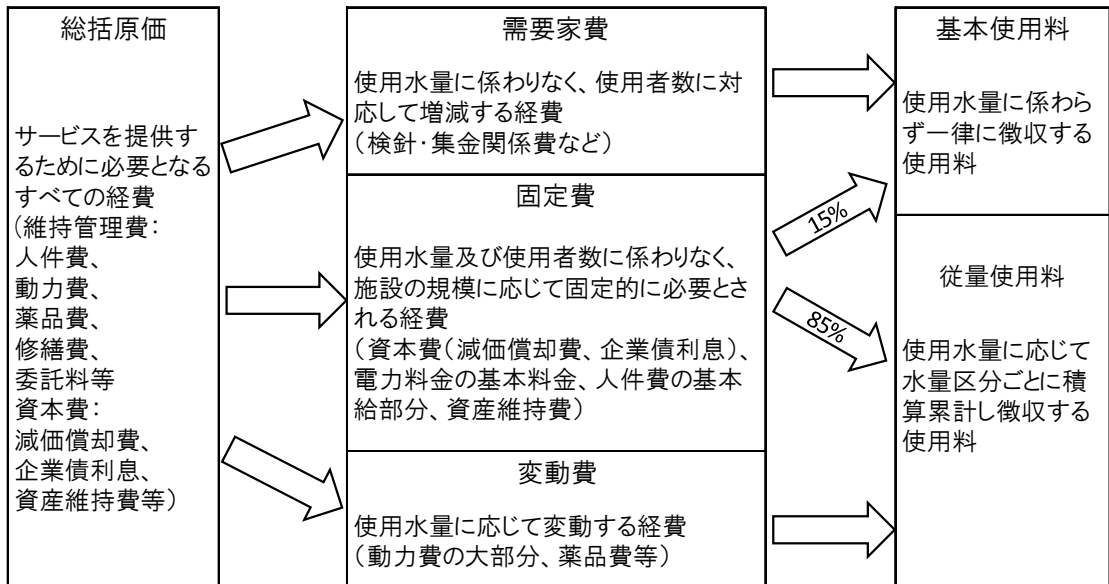 総括原価
サービスを提供す
るために必要となる
すべての経費
(維持管理費：
人件費、
動力費、
薬品費、
修繕費、
委託料等
資本費：
減価償却費、
企業債利息、
資産維持費等)
需要家費
使用水量に係わりなく、使用者数に対
応して増減する経費
(検針・集金関係費など)
固定費
使用水量及び使用者数に係わりなく、
施設の規模に応じて固定的に必要とさ
れる経費
(資本費(減価償却費、企業債利息)、
電力料金の基本料金、人件費の基本
給部分、資産維持費)
変動費
使用水量に応じて変動する経費
(動力費の大部分、薬品費等)
15%
85%
基本使用料
使用水量に係わら
ず一律に徴収する
使用料
従量使用料
使用水量に応じて
水量区分ごとに積
算累計し徴収する
使用料